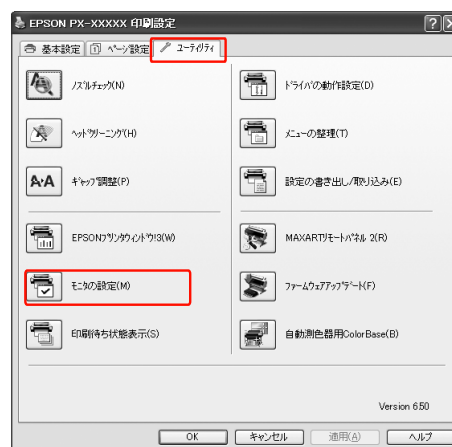 EPSON PX-XXXXX 印刷設定
基本設定 ページ設定 ユーティリティ
ノズルチェック(N)
ドライバの動作設定(D)
ヘッドクリーニング(H)
メニューの整理(T)
ギャップ調整(P)
設定の書き出し/取り込み(E)
EPSONプリンタウィンドウ!3(W)
MAXARTリモートパネル 2(R)
モニタの設定(M)
ファームウェアアップデート(F)
印刷待ち状態表示(S)
自動測色器用ColorBase(B)
Version 6.50
OK キャンセル 適用(A) ヘルプ